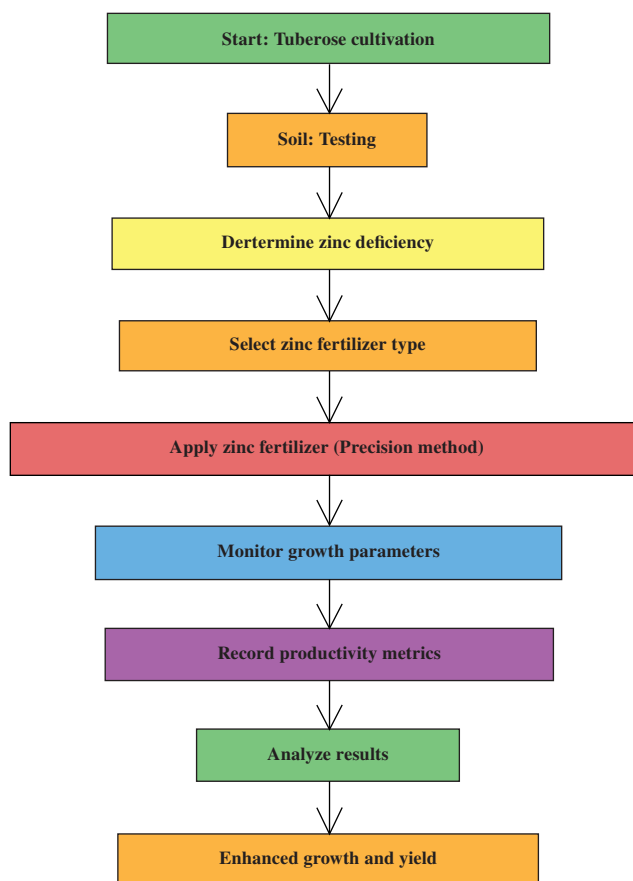 Start: Tuberose cultivation
Soil: Testing
Dertermine zinc deficiency
Select zinc fertilizer type
Apply zinc fertilizer (Precision method)
Monitor growth parameters
Record productivity metrics
Analyze results
Enhanced growth and yield